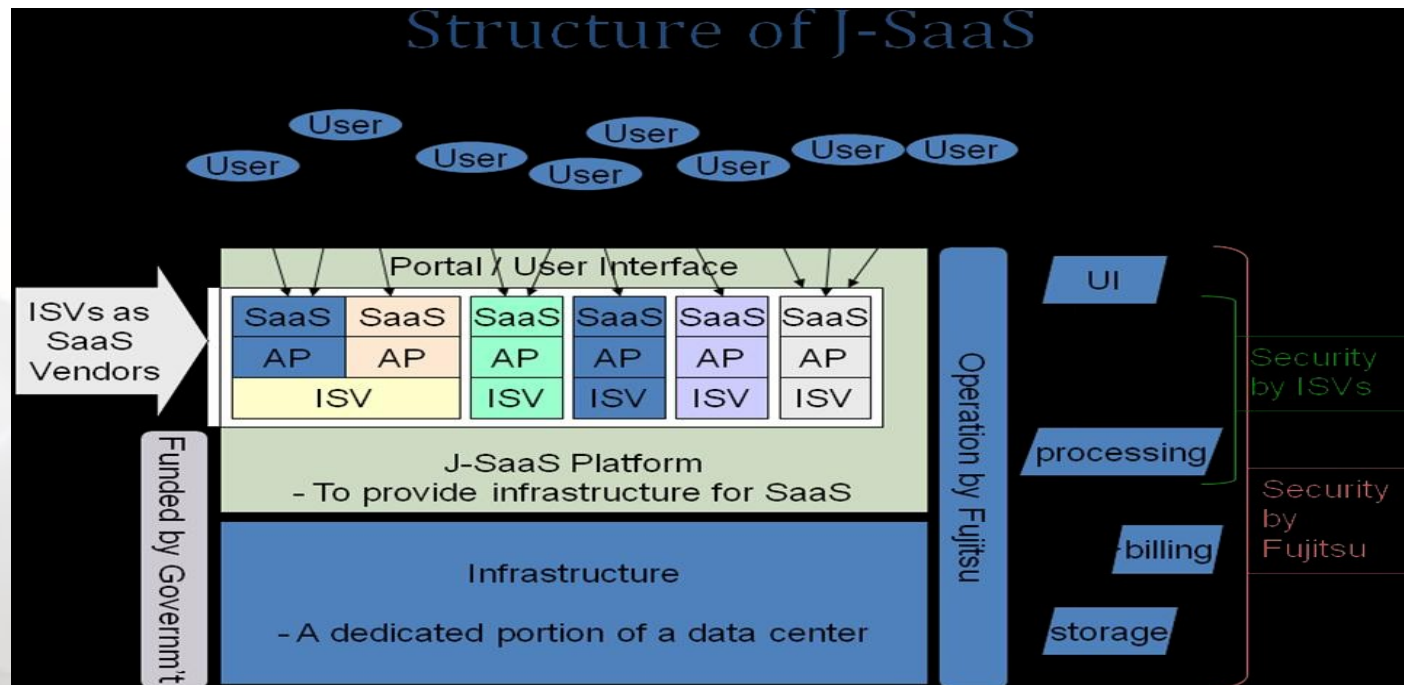 Structure of J-SaaS
User
User
User
User
User
User
User
User
ISVs as
SaaS
Vendors
Portal / User Interface
SaaS SaaS SaaS SaaS SaaS SaaS
AP AP AP AP AP AP
ISV ISV ISV ISV ISV
J-SaaS Platform
- To provide infrastructure for SaaS
Funded by Governm't
Infrastructure
- A dedicated portion of a data center
Operation by Fujitsu
UI
processing
billing
storage
Security
by ISVs
Security
by
Fujitsu